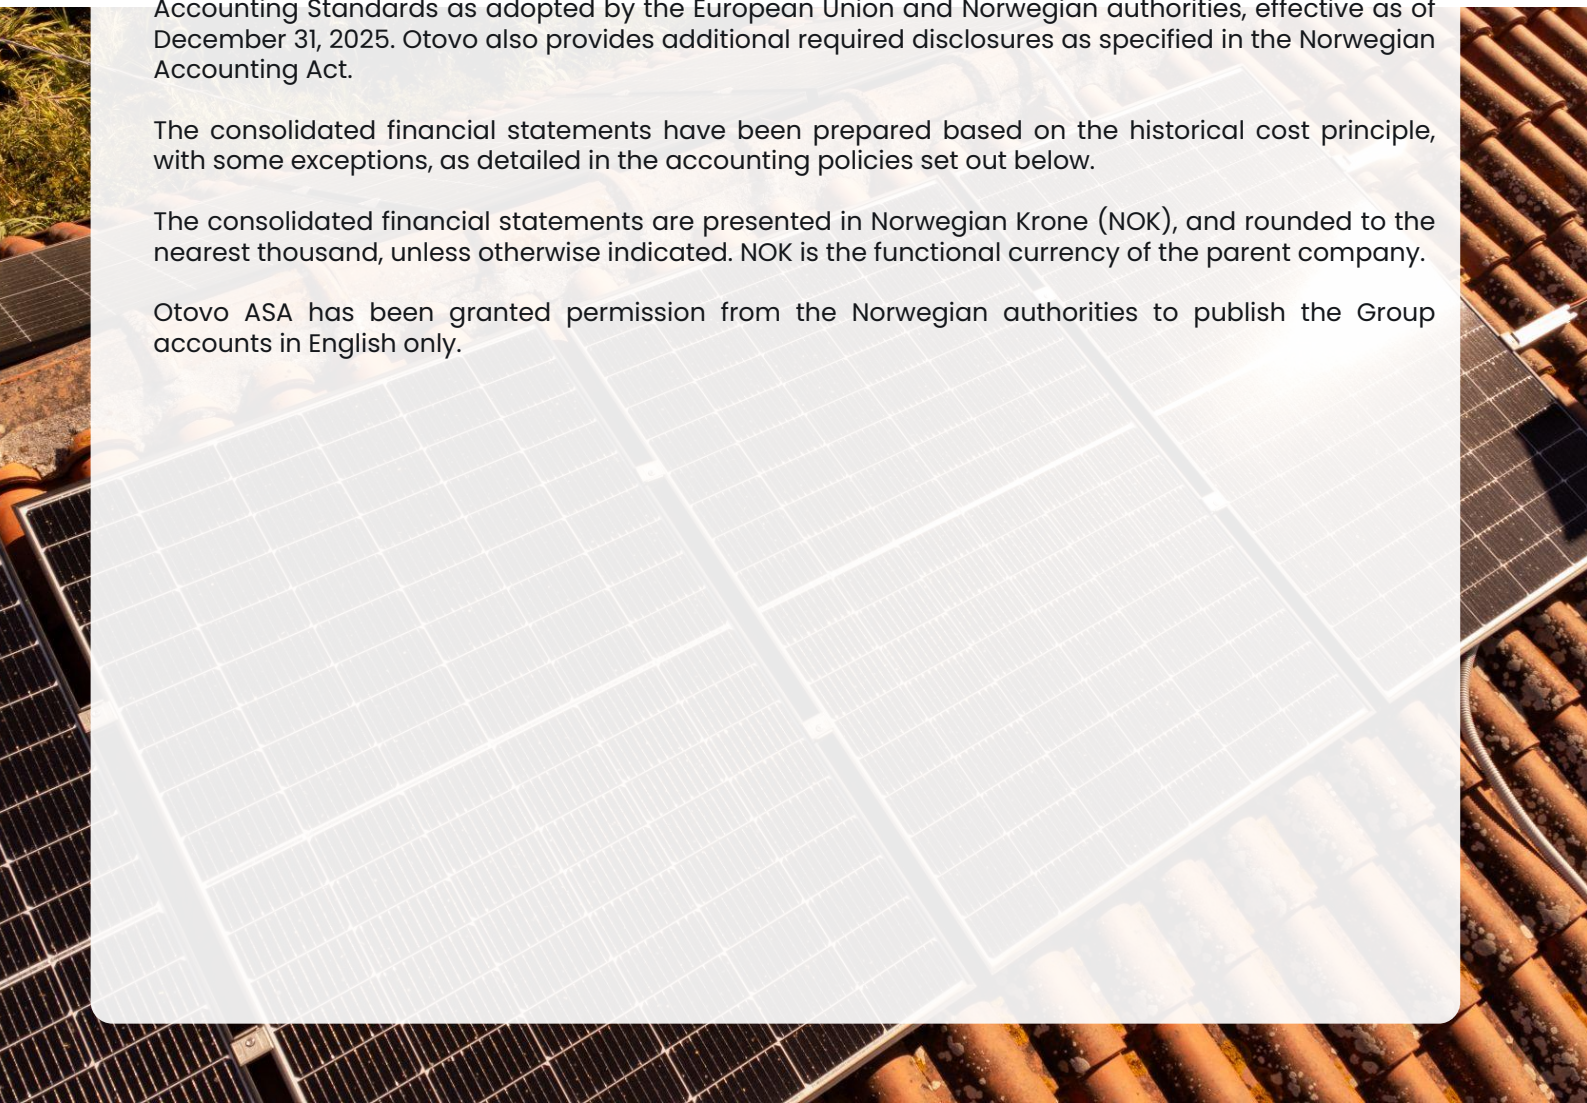 Accounting Standards as adopted by the European Union and Norwegian authorities, effective as of
December 31, 2025. Otovo also provides additional required disclosures as specified in the Norwegian
Accounting Act.
The consolidated financial statements have been prepared based on the historical cost principle,
with some exceptions, as detailed in the accounting policies set out below.
The consolidated financial statements are presented in Norwegian Krone (NOK), and rounded to the
nearest thousand, unless otherwise indicated. NOK is the functional currency of the parent company.
Otovo ASA has been granted permission from the Norwegian authorities to publish the Group
accounts in English only.